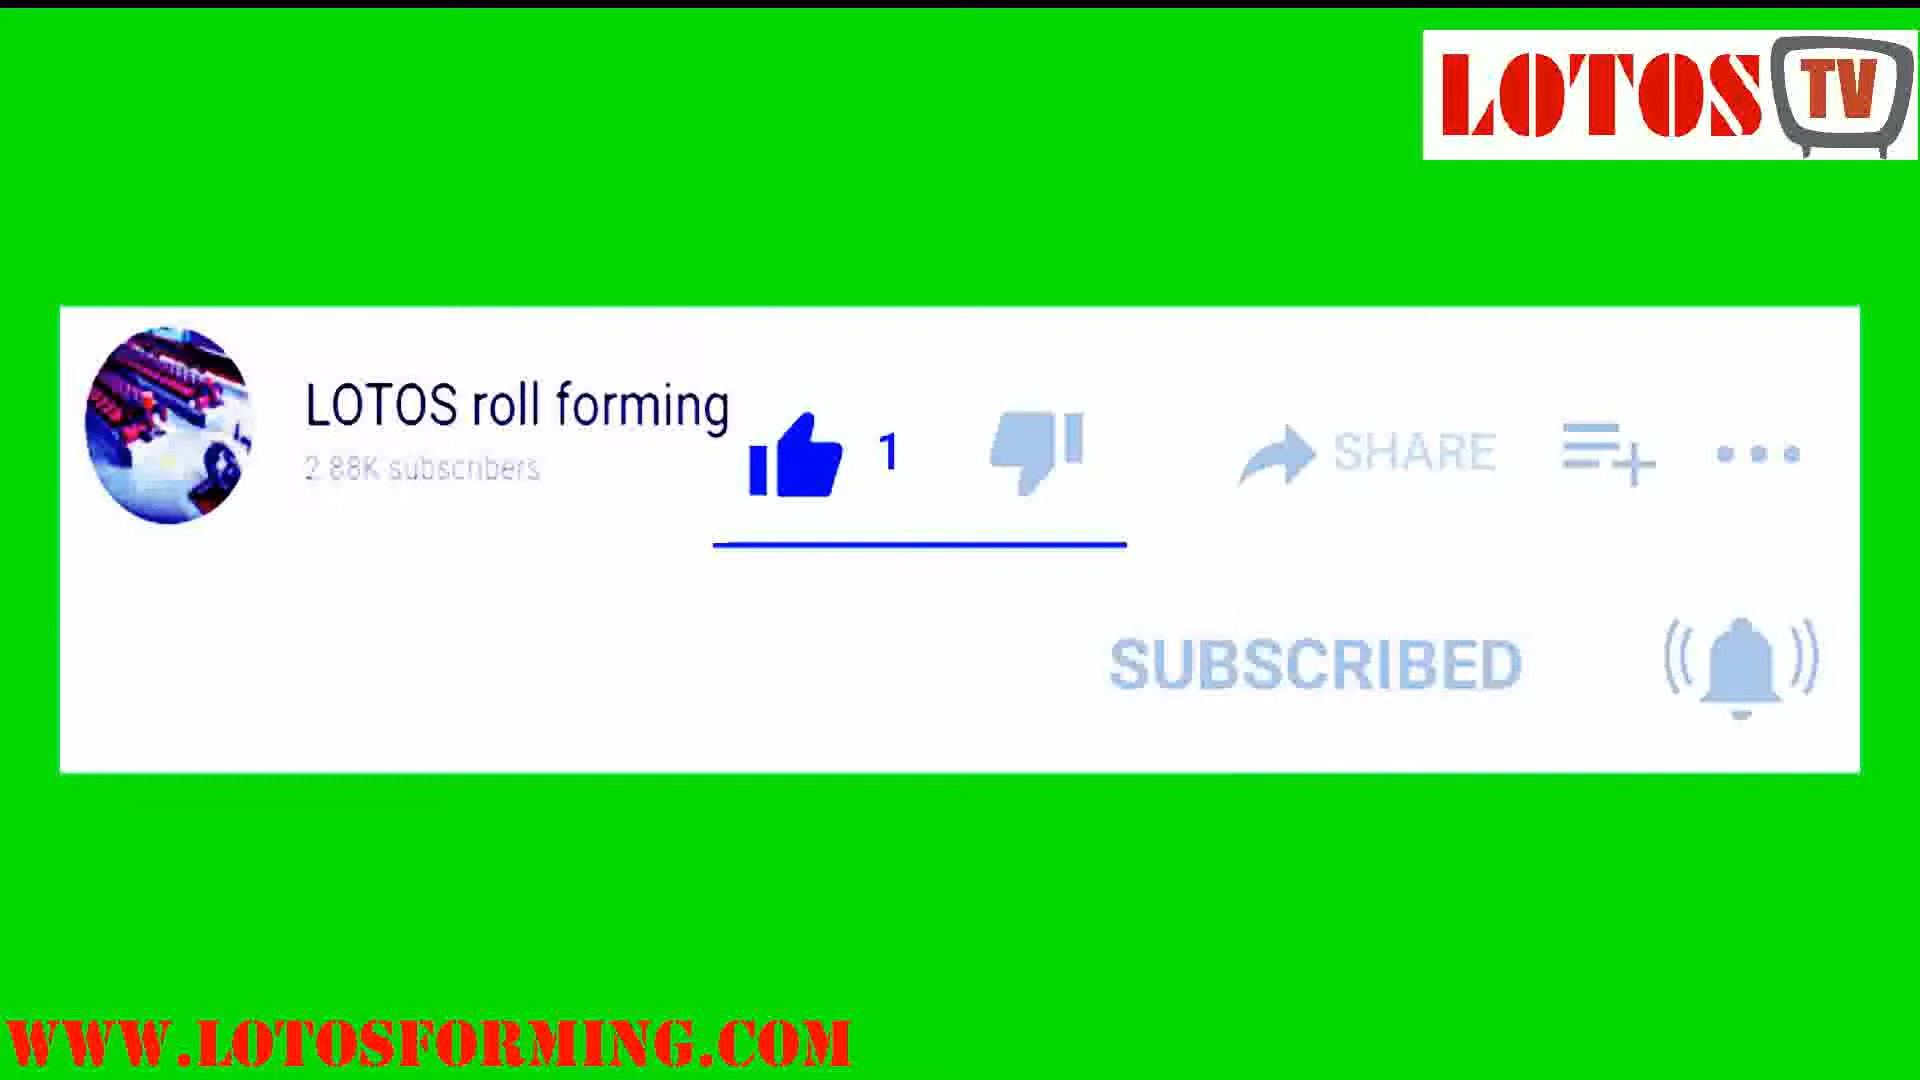 LOTOS TV
LOTOS roll forming
2.88K subscribers
1
SHARE
SUBSCRIBED
WWW.LOTOSFORMING.COM